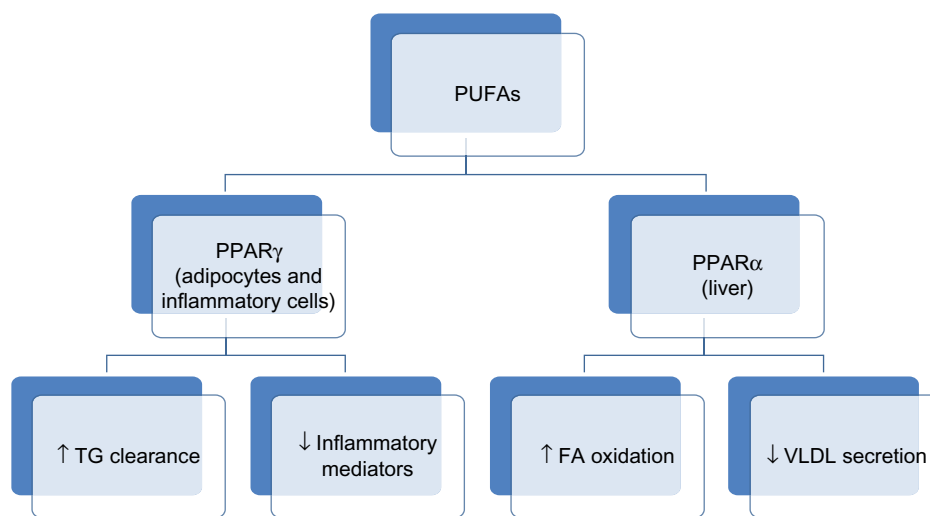 PUFAs
PPARγ
(adipocytes and
inflammatory cells)
PPARα
(liver)
↑ TG clearance
↓ Inflammatory
mediators
↑ FA oxidation
↓ VLDL secretion